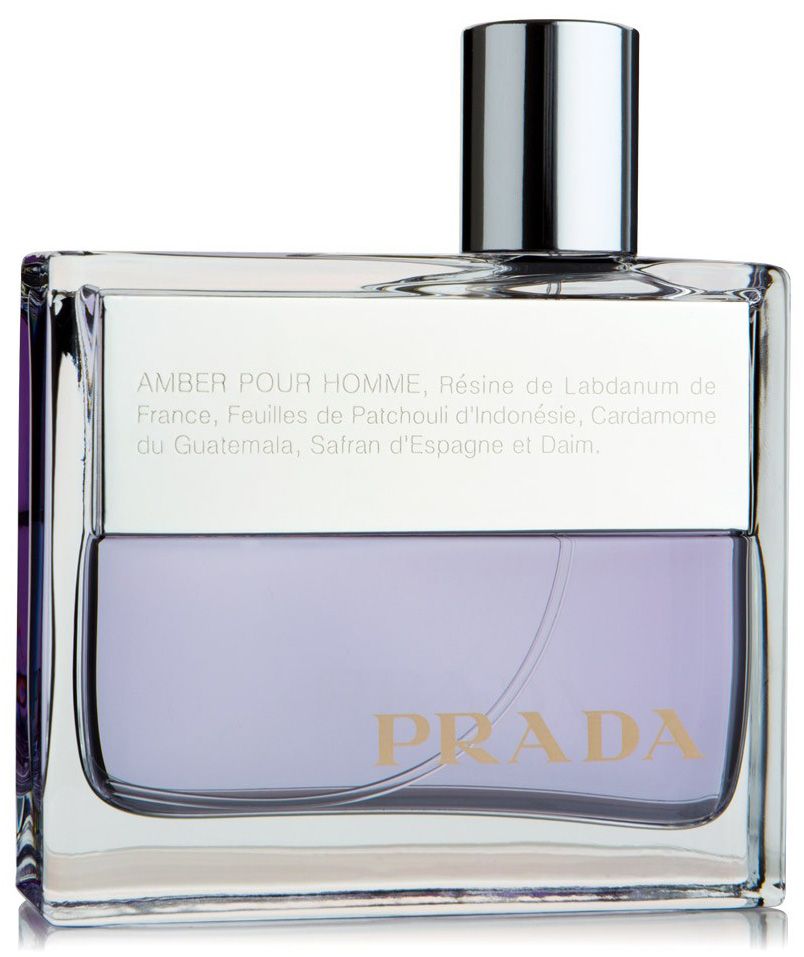 AMBER POUR HOMME, Résine de Labdanum de
France, Feuilles de Patchouli d'Indonésie, Cardamome
du Guatemala, Safran d'Espagne et Daim.
PRADA